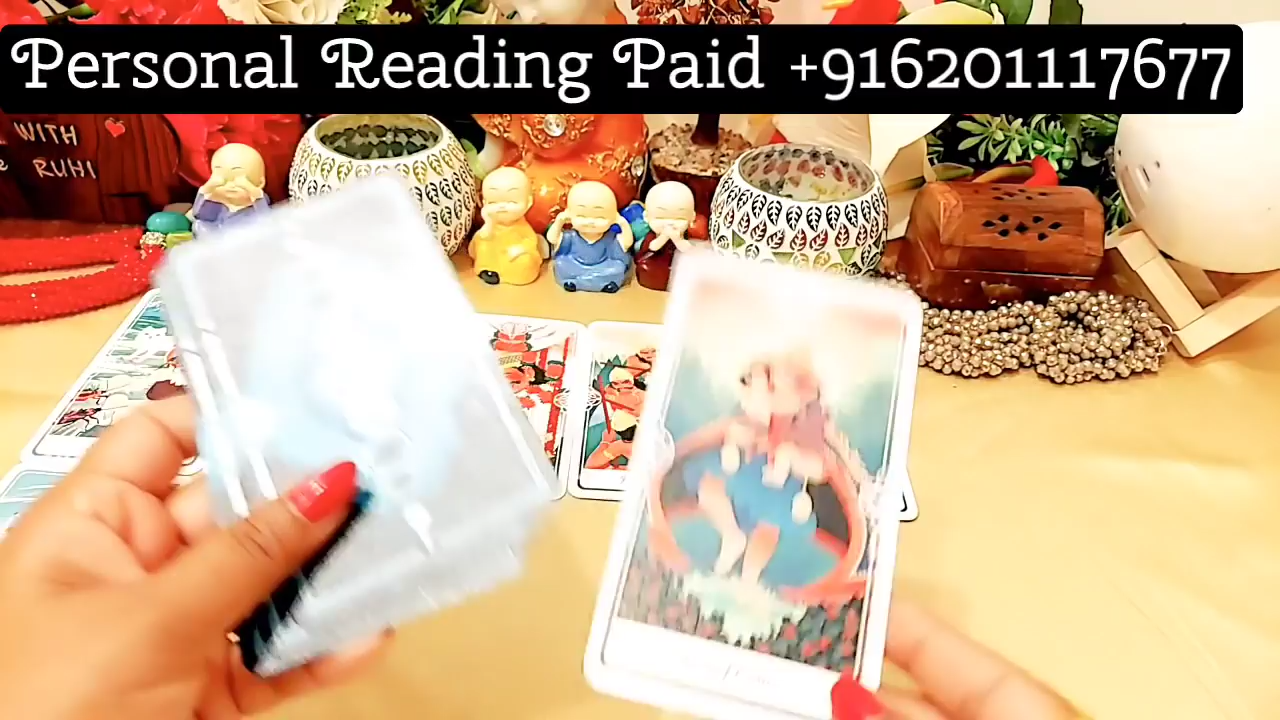 Personal Reading Paid +916201117677
WITH ❤
RUHI